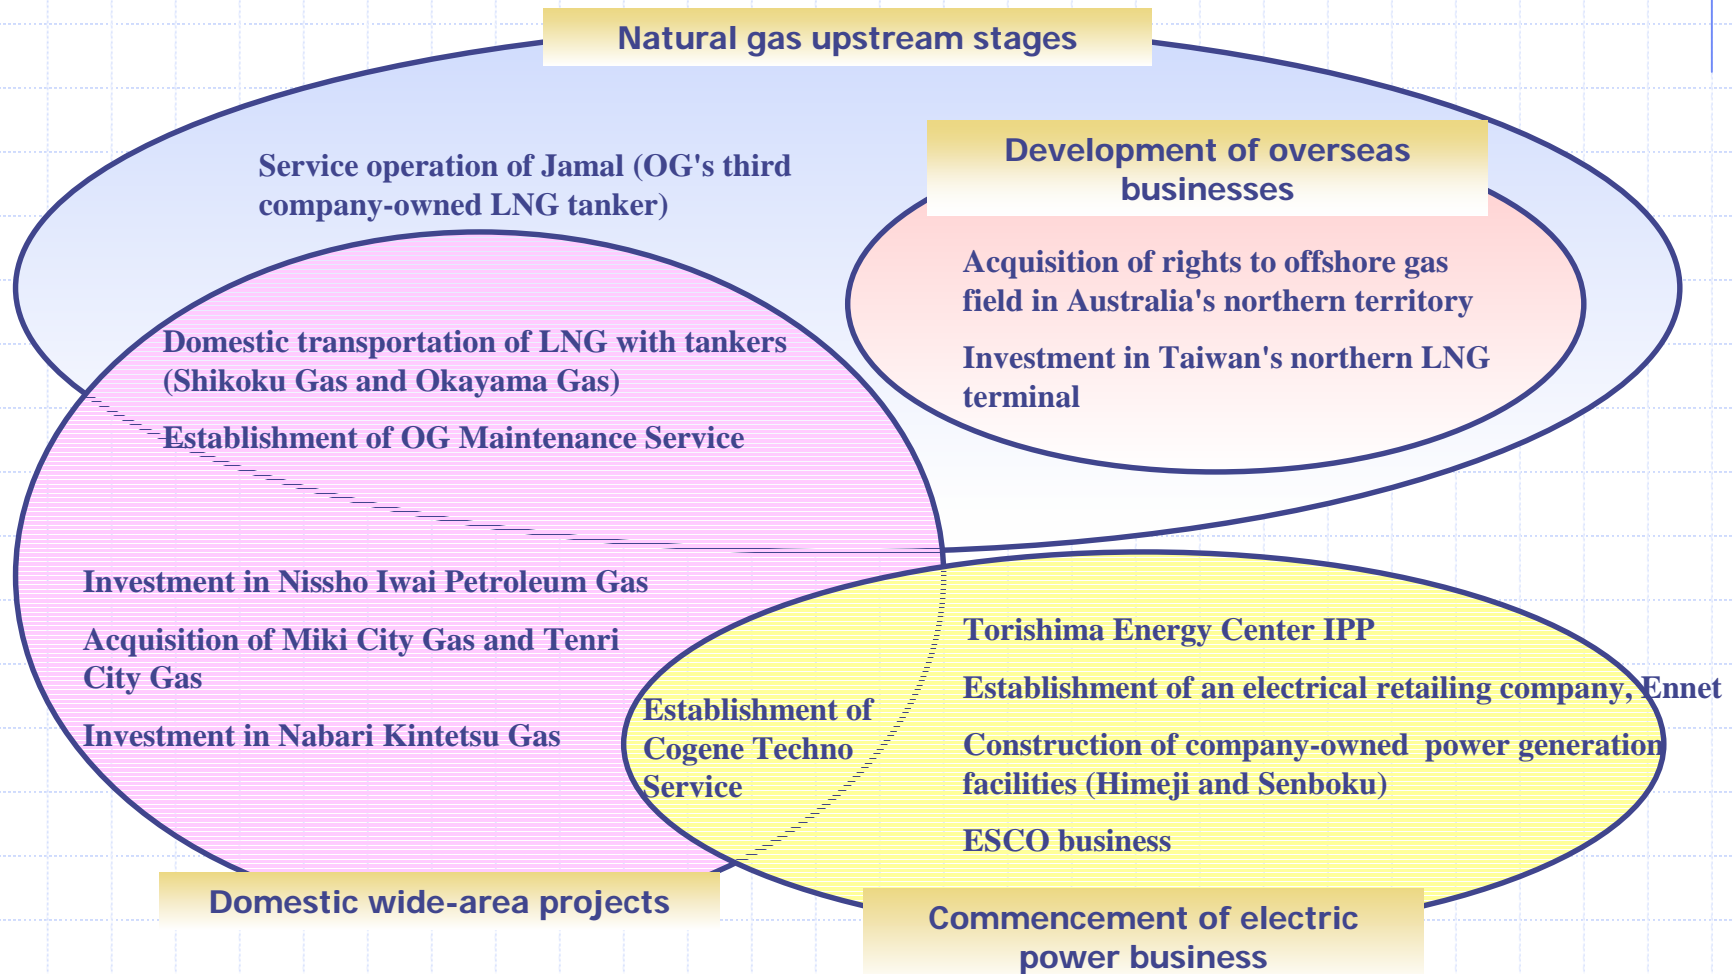 Natural gas upstream stages
Service operation of Jamal (OG's third
company-owned LNG tanker)
Development of overseas
businesses
Acquisition of rights to offshore gas
field in Australia's northern territory
Investment in Taiwan's northern LNG
terminal
Domestic transportation of LNG with tankers
(Shikoku Gas and Okayama Gas)
Establishment of OG Maintenance Service
Investment in Nissho Iwai Petroleum Gas
Acquisition of Miki City Gas and Tenri
City Gas
Investment in Nabari Kintetsu Gas
Establishment of
Cogene Techno
Service
Torishima Energy Center IPP
Establishment of an electrical retailing company, Ennet
Construction of company-owned  power generation
facilities (Himeji and Senboku)
ESCO business
Domestic wide-area projects
Commencement of electric
power business